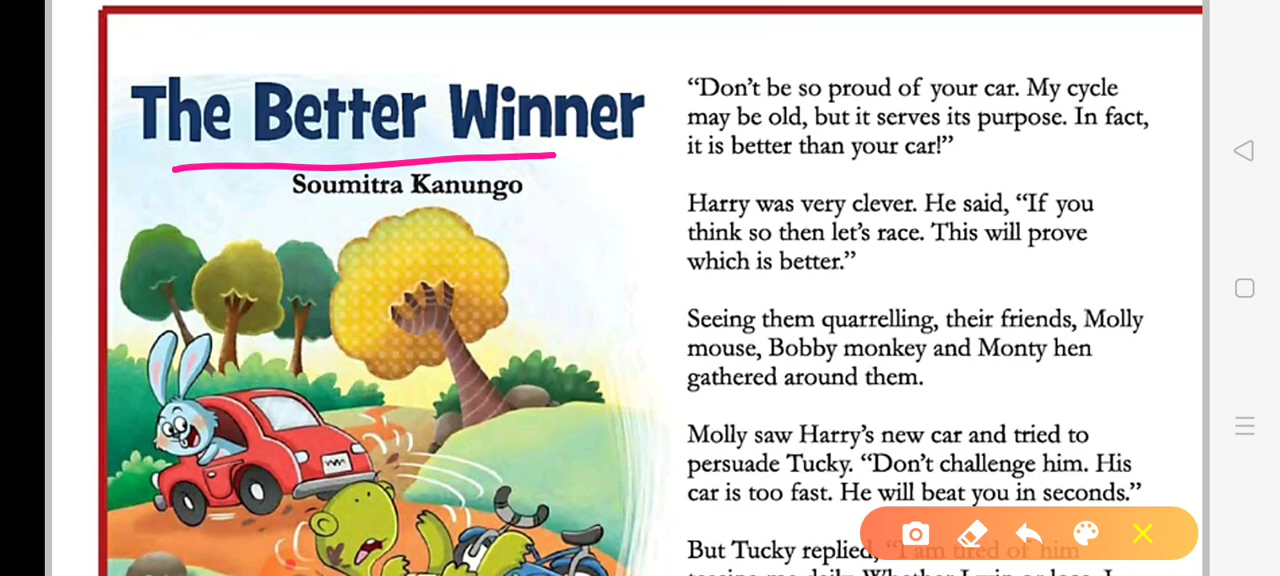 The Better Winner
Soumitra Kanungo
“Don’t be so proud of your car. My cycle
may be old, but it serves its purpose. In fact,
it is better than your car!”
Harry was very clever. He said, “If you
think so then let’s race. This will prove
which is better.”
Seeing them quarrelling, their friends, Molly
mouse, Bobby monkey and Monty hen
gathered around them.
Molly saw Harry’s new car and tried to
persuade Tucky. “Don’t challenge him. His
car is too fast. He will beat you in seconds.”
But Tucky replied, “I am tired of him